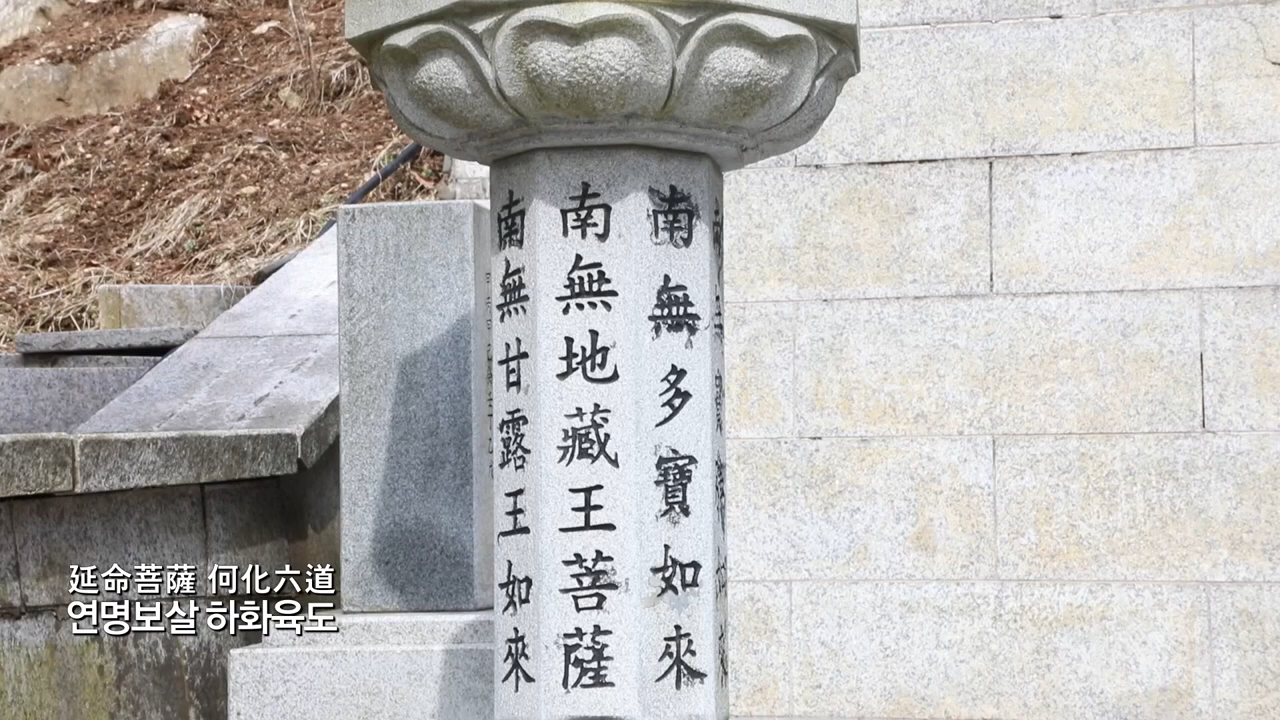 南無多寶如來
南無地藏王菩薩
南無甘露王如來
延命菩薩 何化六道
연명보살 하화육도